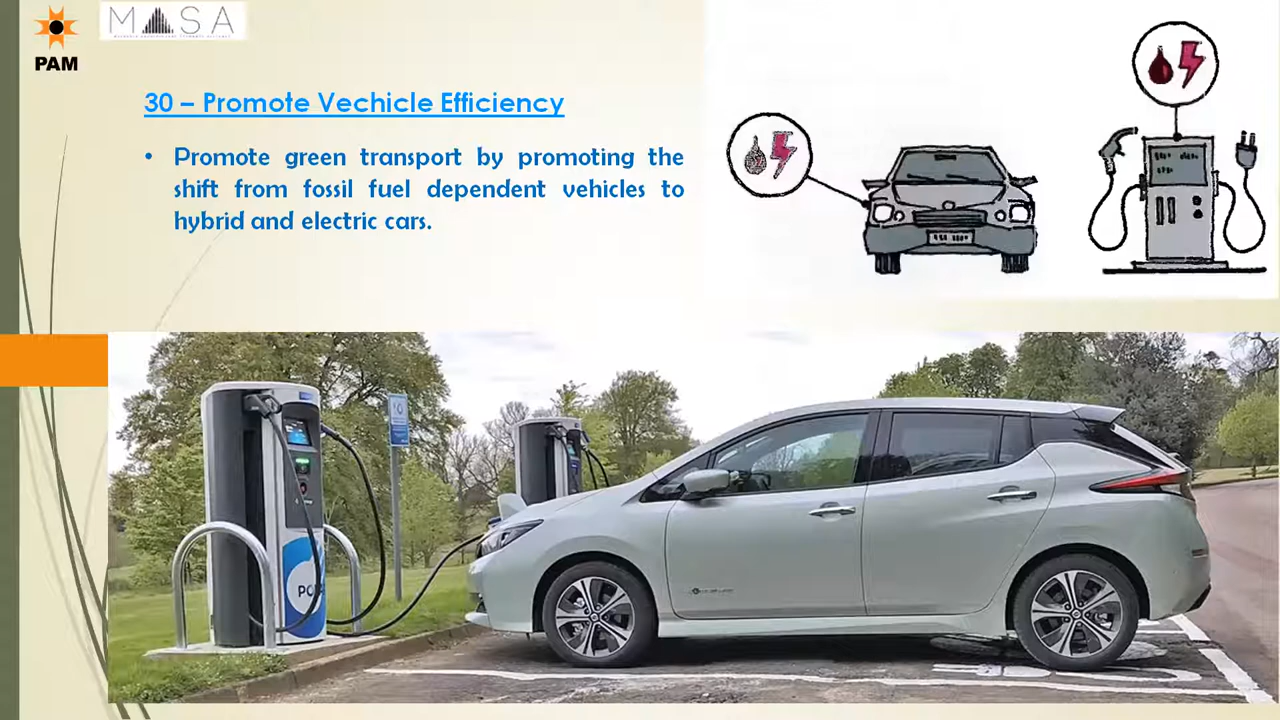 MASA
PAM
30 – Promote Vechicle Efficiency
• Promote green transport by promoting the
shift from fossil fuel dependent vehicles to
hybrid and electric cars.